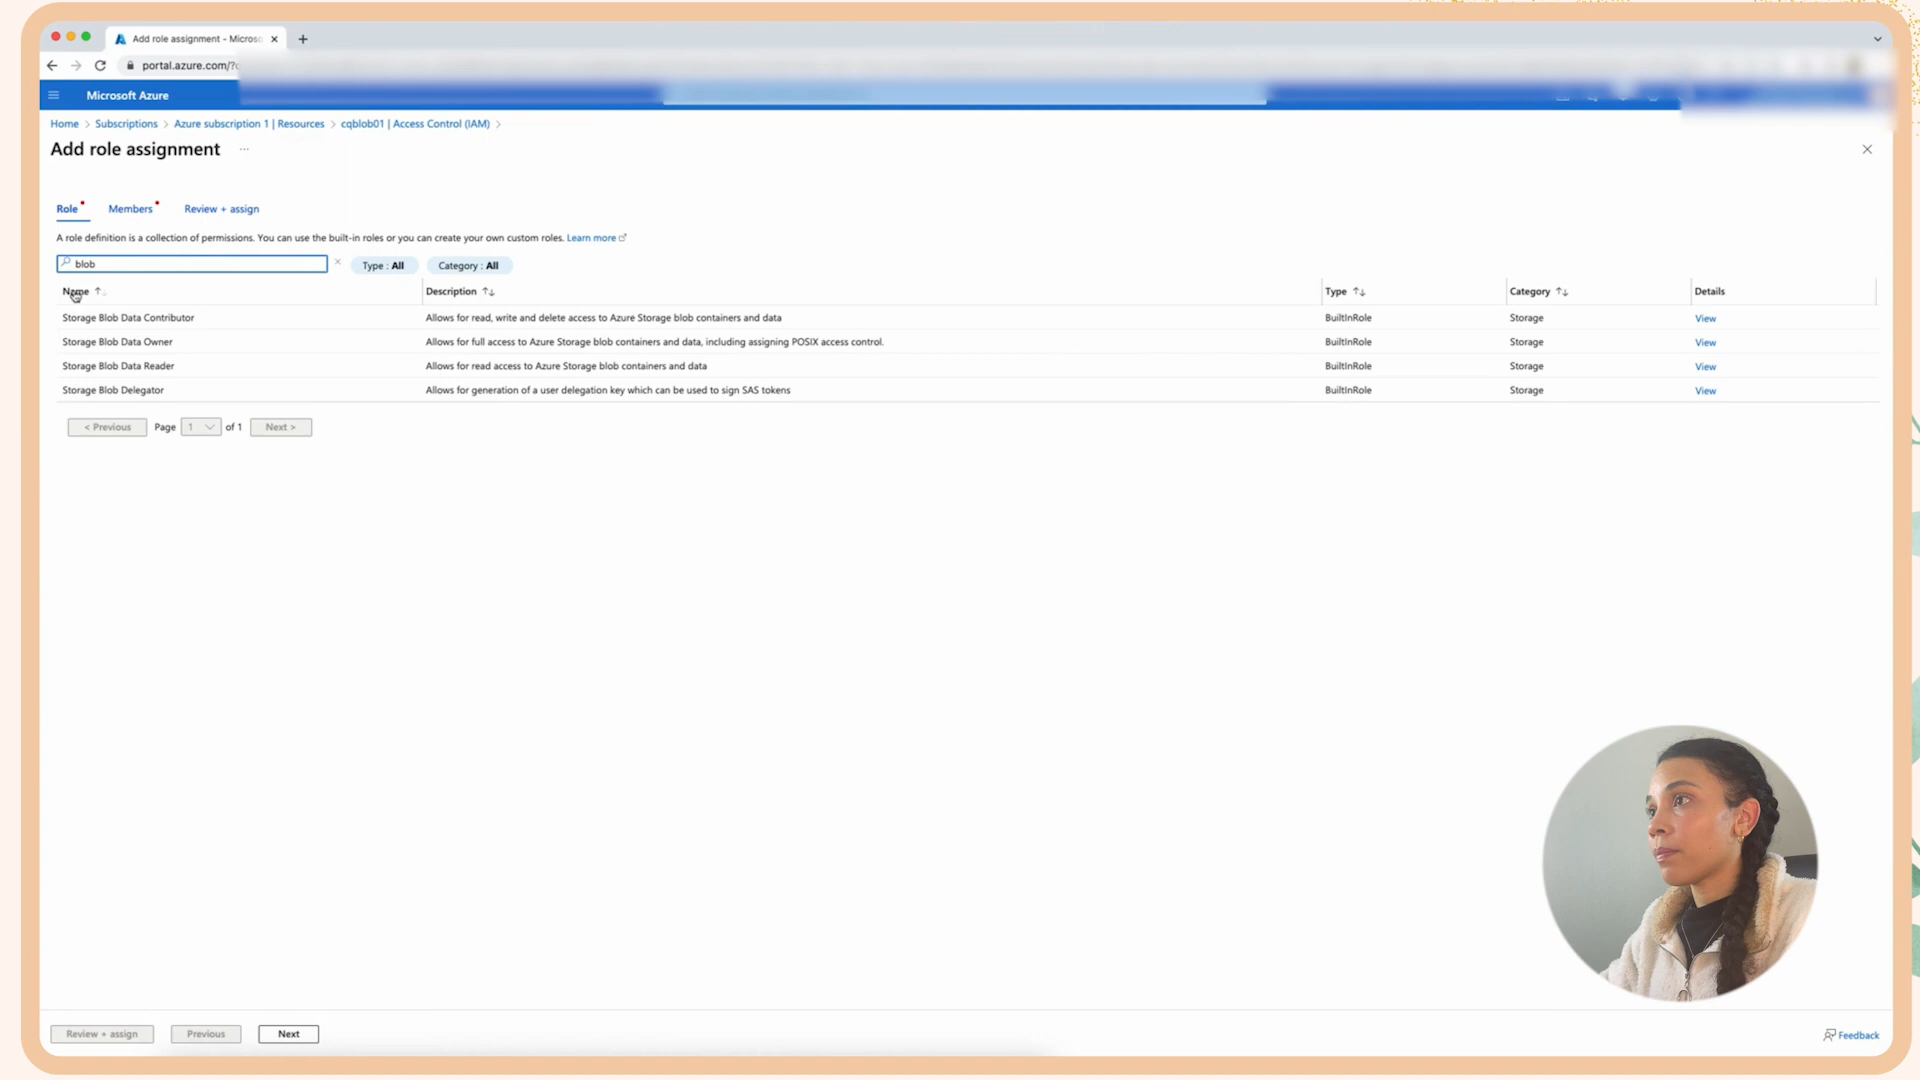 Add role assignment - Microso
portal.azure.com/?
Microsoft Azure
Home > Subscriptions > Azure subscription 1 | Resources > cqblob01 | Access Control (IAM) >
Add role assignment ...
Role Members Review + assign
A role definition is a collection of permissions. You can use the built-in roles or you can create your own custom roles. Learn more
blob Type : All Category : All
Name Description Type Category Details
Storage Blob Data Contributor Allows for read, write and delete access to Azure Storage blob containers and data BuiltInRole Storage View
Storage Blob Data Owner Allows for full access to Azure Storage blob containers and data, including assigning POSIX access control. BuiltInRole Storage View
Storage Blob Data Reader Allows for read access to Azure Storage blob containers and data BuiltInRole Storage View
Storage Blob Delegator Allows for generation of a user delegation key which can be used to sign SAS tokens BuiltInRole Storage View
< Previous Page 1 of 1 Next >
Review + assign Previous Next Feedback